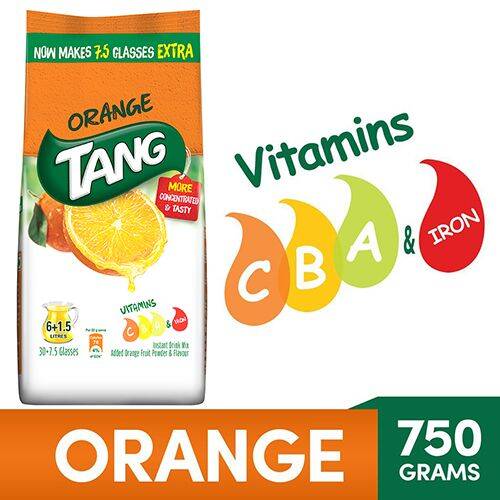 NOW MAKES 7.5 GLASSES EXTRA
ORANGE
TANG
MORE
CONCENTRATED
& TASTY
VITAMINS
C B A & IRON
6+1.5
LITRES
30+7.5 Glasses
Instant Drink Mix
Added Orange Fruit Powder & Flavour
Vitamins
C B A & IRON
ORANGE
750
GRAMS